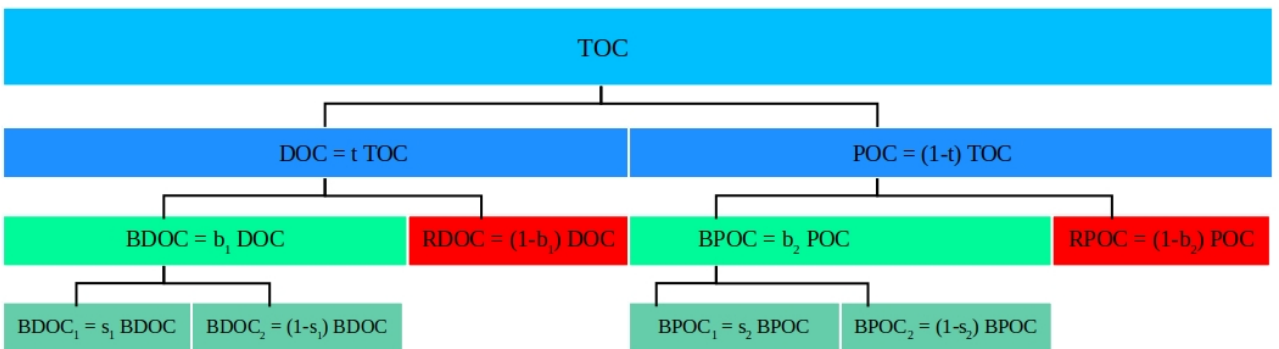 TOC
DOC = t TOC
POC = (1-t) TOC
BDOC = b₁ DOC
RDOC = (1-b₁) DOC
BPOC = b₂ POC
RPOC = (1-b₂) POC
BDOC₁ = s₁ BDOC
BDOC₂ = (1-s₁) BDOC
BPOC₁ = s₂ BPOC
BPOC₂ = (1-s₂) BPOC